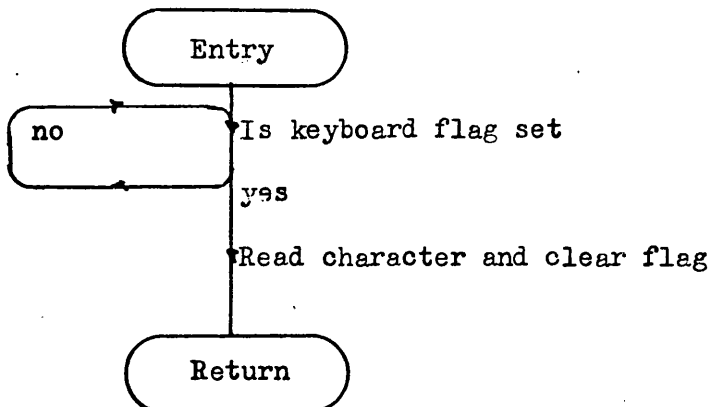 Entry
no
Is keyboard flag set
yes
Read character and clear flag
Return